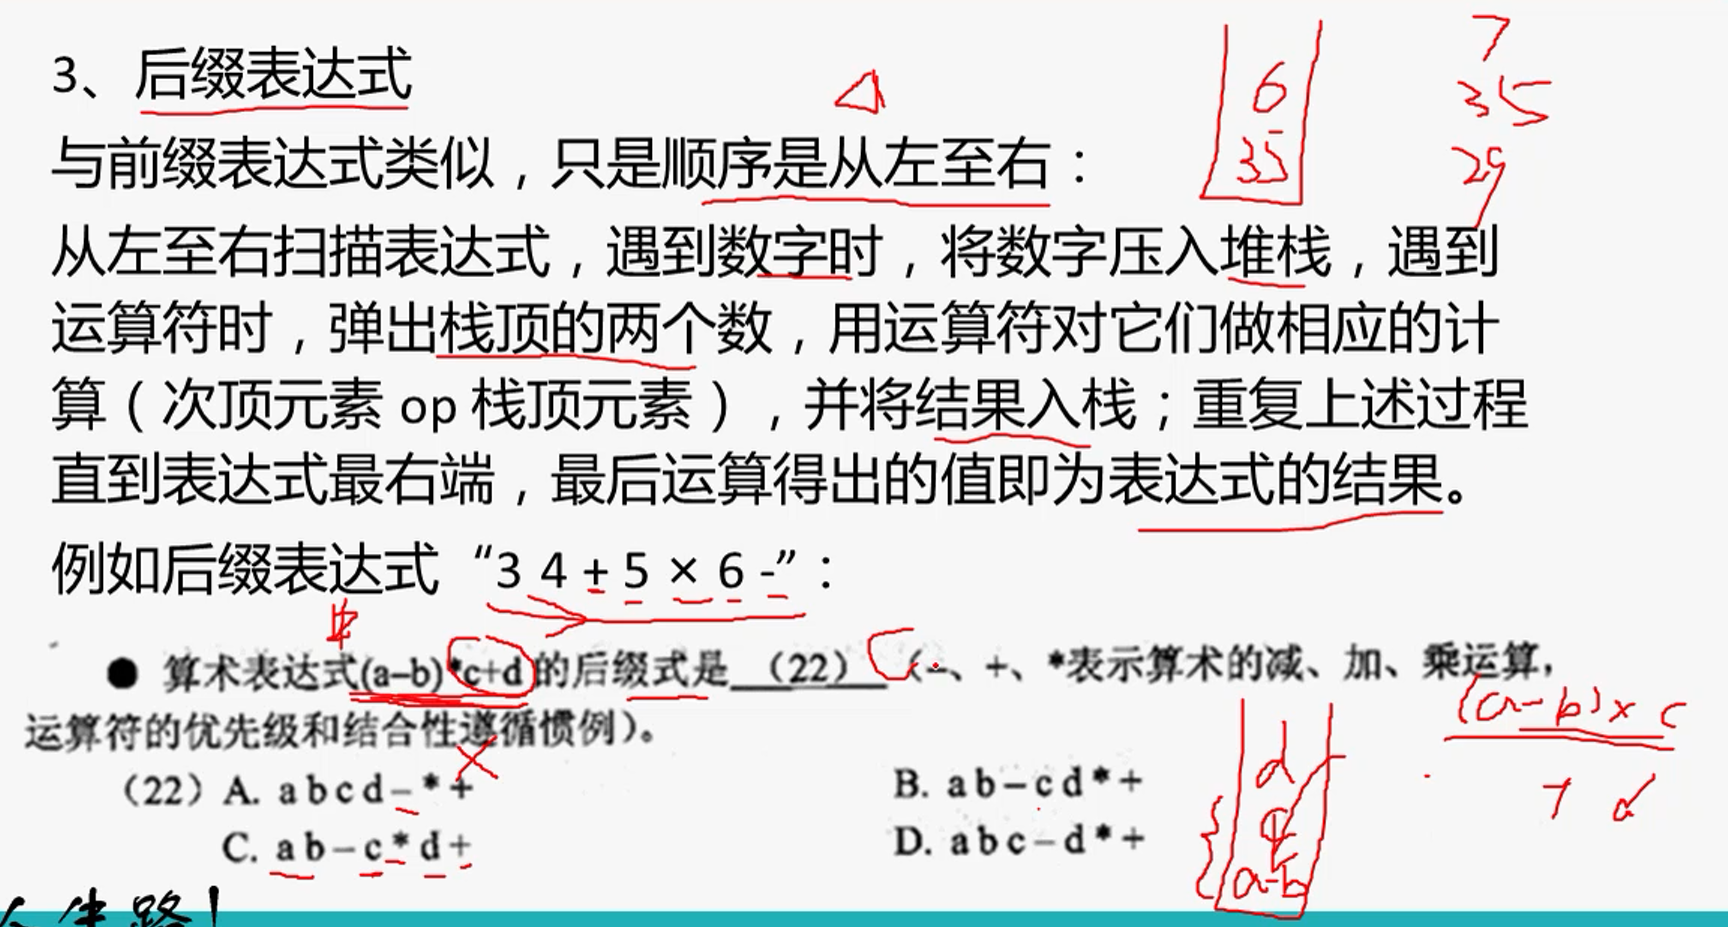 3、后缀表达式
与前缀表达式类似，只是顺序是从左至右：
从左至右扫描表达式，遇到数字时，将数字压入堆栈，遇到
运算符时，弹出栈顶的两个数，用运算符对它们做相应的计
算（次顶元素 op 栈顶元素），并将结果入栈；重复上述过程
直到表达式最右端，最后运算得出的值即为表达式的结果。
例如后缀表达式“3 4 + 5 × 6 -”：
● 算术表达式(a–b)*c+d的后缀式是 （22） （–、+、*表示算术的减、加、乘运算，
运算符的优先级和结合性遵循惯例）。
（22）A. a b c d – * +
B. a b – c d * +
C. a b – c * d +
D. a b c – d * +
6
35
7
35
29
(a-b)× c
+ d
d
a-b